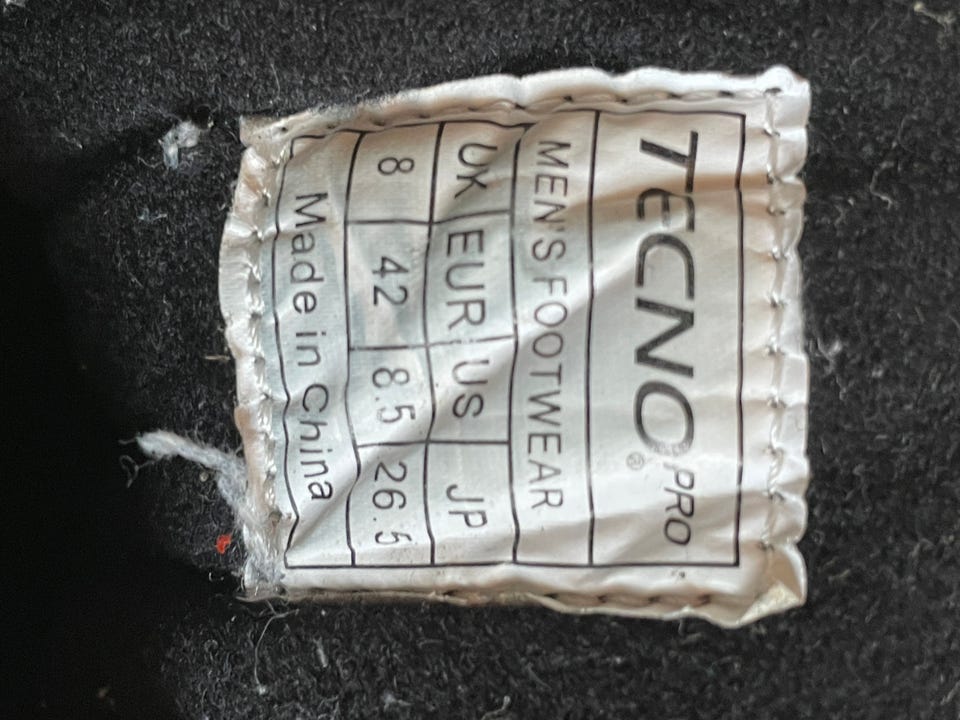 TECNO PRO ®
MEN'S FOOTWEAR
UK EUR US JP
8 42 8.5 26.5
Made in China